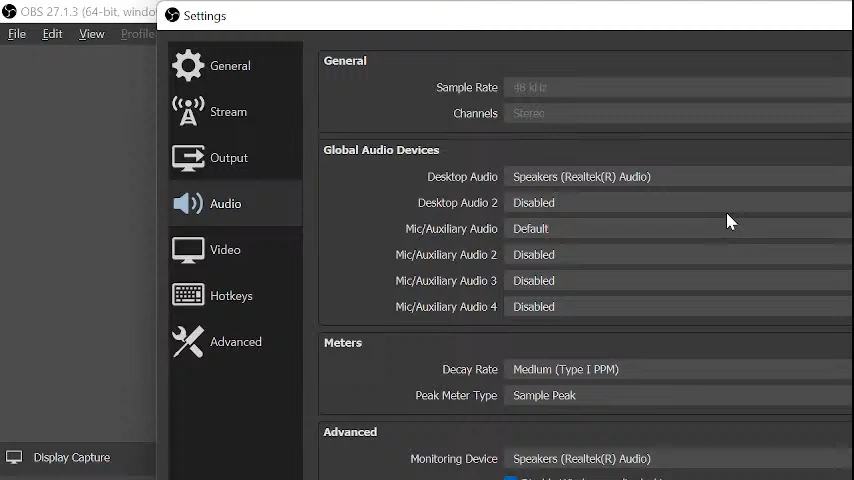 OBS 27.1.3 (64-bit, windo
Settings
File Edit View Profile
General
Stream
Output
Audio
Video
Hotkeys
Advanced
General
Sample Rate 48 kHz
Channels Stereo
Global Audio Devices
Desktop Audio Speakers (Realtek(R) Audio)
Desktop Audio 2 Disabled
Mic/Auxiliary Audio Default
Mic/Auxiliary Audio 2 Disabled
Mic/Auxiliary Audio 3 Disabled
Mic/Auxiliary Audio 4 Disabled
Meters
Decay Rate Medium (Type I PPM)
Peak Meter Type Sample Peak
Advanced
Monitoring Device Speakers (Realtek(R) Audio)
Display Capture